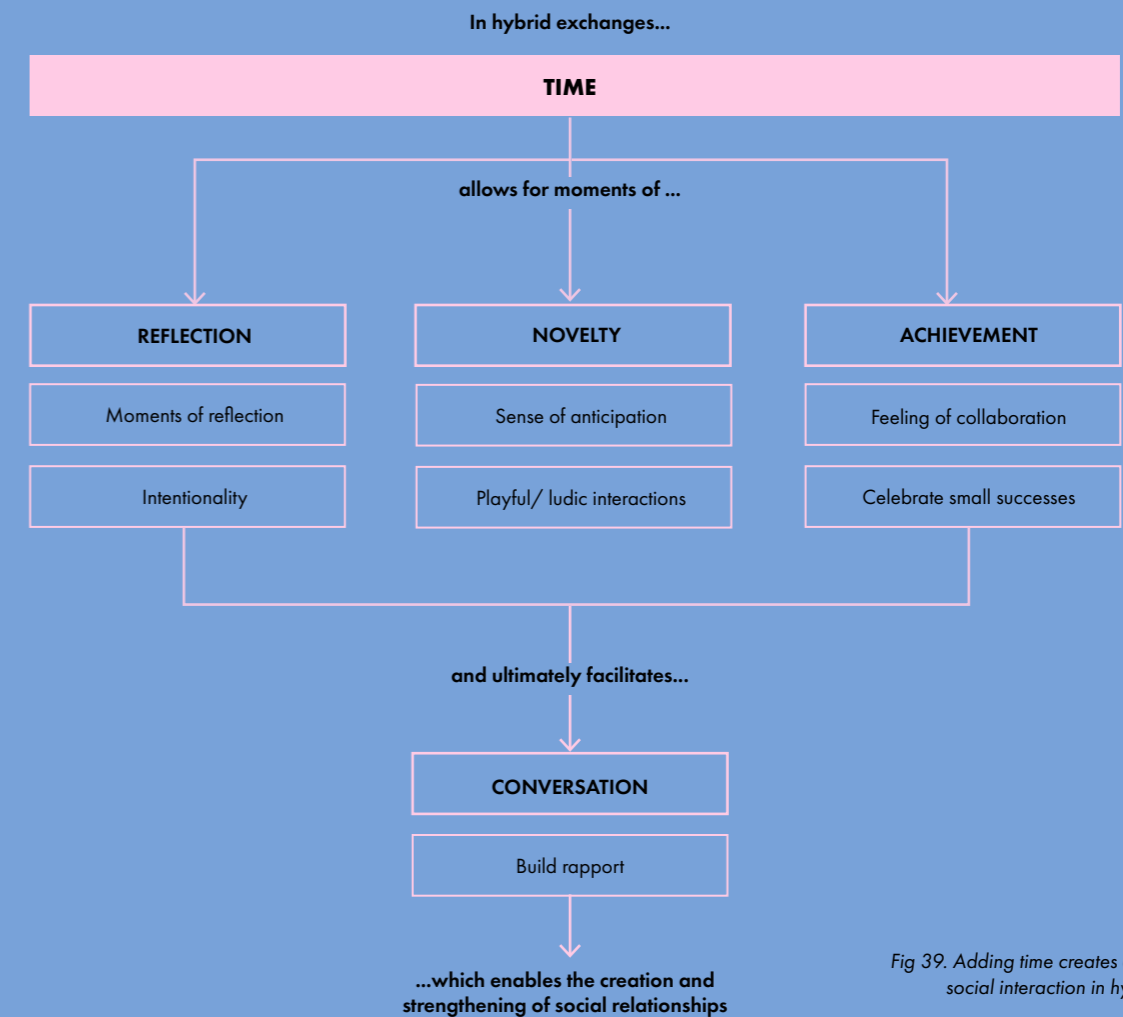 In hybrid exchanges...
TIME
allows for moments of ...
REFLECTION
NOVELTY
ACHIEVEMENT
Moments of reflection
Sense of anticipation
Feeling of collaboration
Intentionality
Playful/ ludic interactions
Celebrate small successes
and ultimately facilitates...
CONVERSATION
Build rapport
...which enables the creation and
strengthening of social relationships
Fig 39. Adding time creates
social interaction in